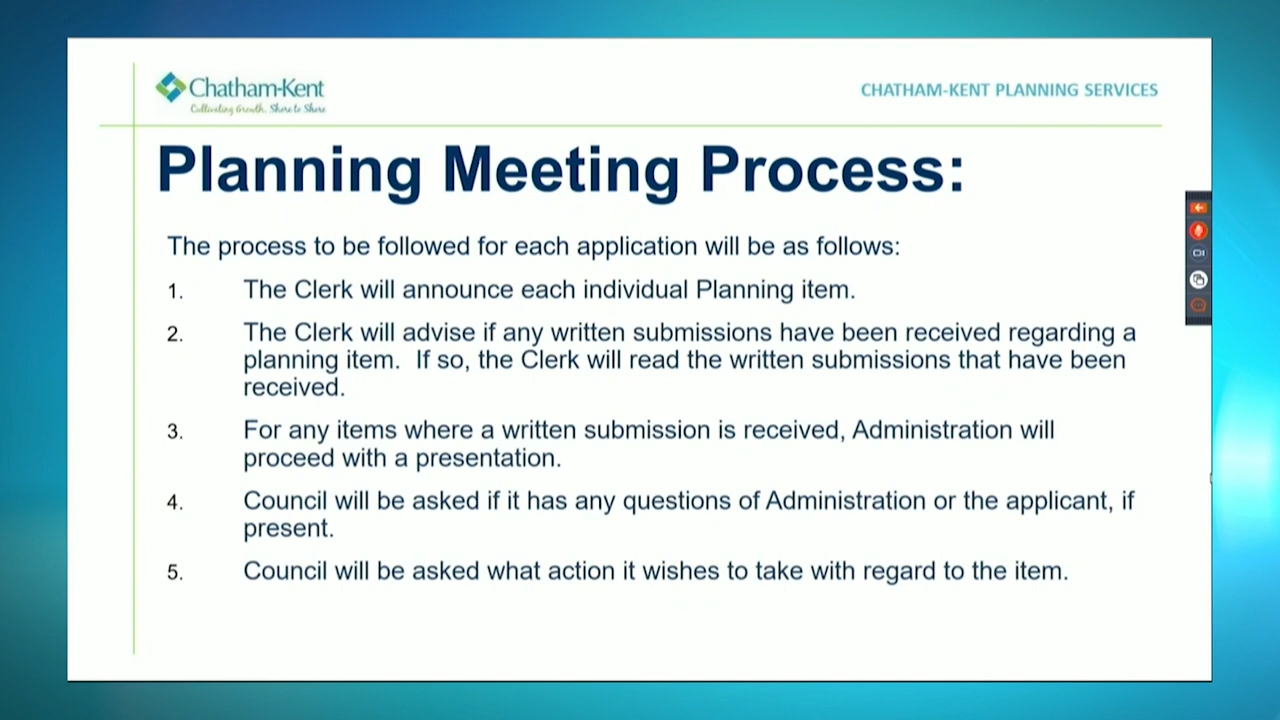 Chatham-Kent
Cultivating Growth, Shore to Shore
CHATHAM-KENT PLANNING SERVICES
Planning Meeting Process:
The process to be followed for each application will be as follows:
1. The Clerk will announce each individual Planning item.
2. The Clerk will advise if any written submissions have been received regarding a
planning item. If so, the Clerk will read the written submissions that have been
received.
3. For any items where a written submission is received, Administration will
proceed with a presentation.
4. Council will be asked if it has any questions of Administration or the applicant, if
present.
5. Council will be asked what action it wishes to take with regard to the item.